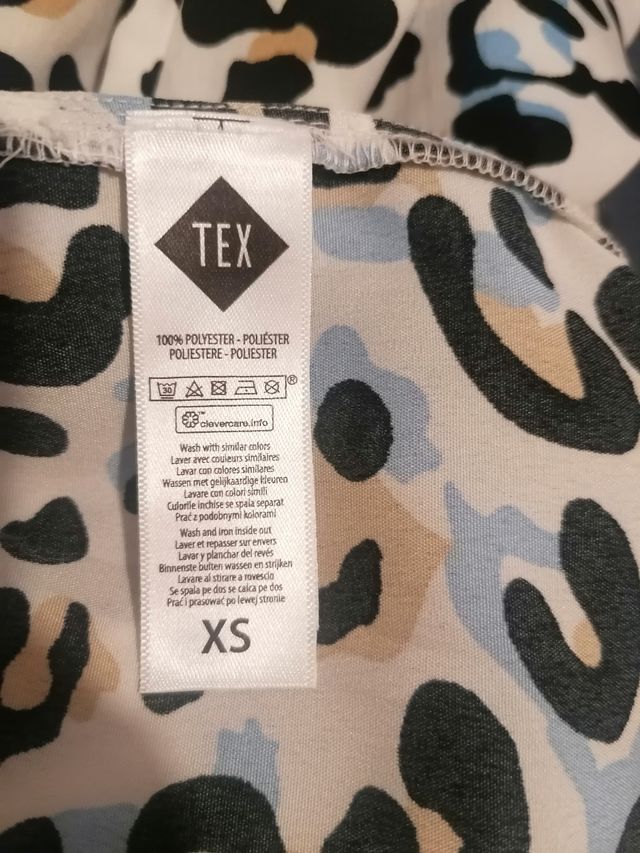 TEX
100% POLYESTER - POLIÉSTER
POLIESTERE - POLIESTER
30
®
™
clevercare.info
Wash with similar colors
Laver avec couleurs similaires
Lavar con colores similares
Wassen met gelijkaardige kleuren
Lavare con colori simili
Culorile inchise se spala separat
Prać z podobnymi kolorami
Wash and iron inside out
Laver et repasser sur envers
Lavar y planchar del revés
Binnenste buiten wassen en strijken
Lavare al stirare a rovescio
Se spala pe dos se calca pe dos
Prać i prasować po lewej stronie
XS